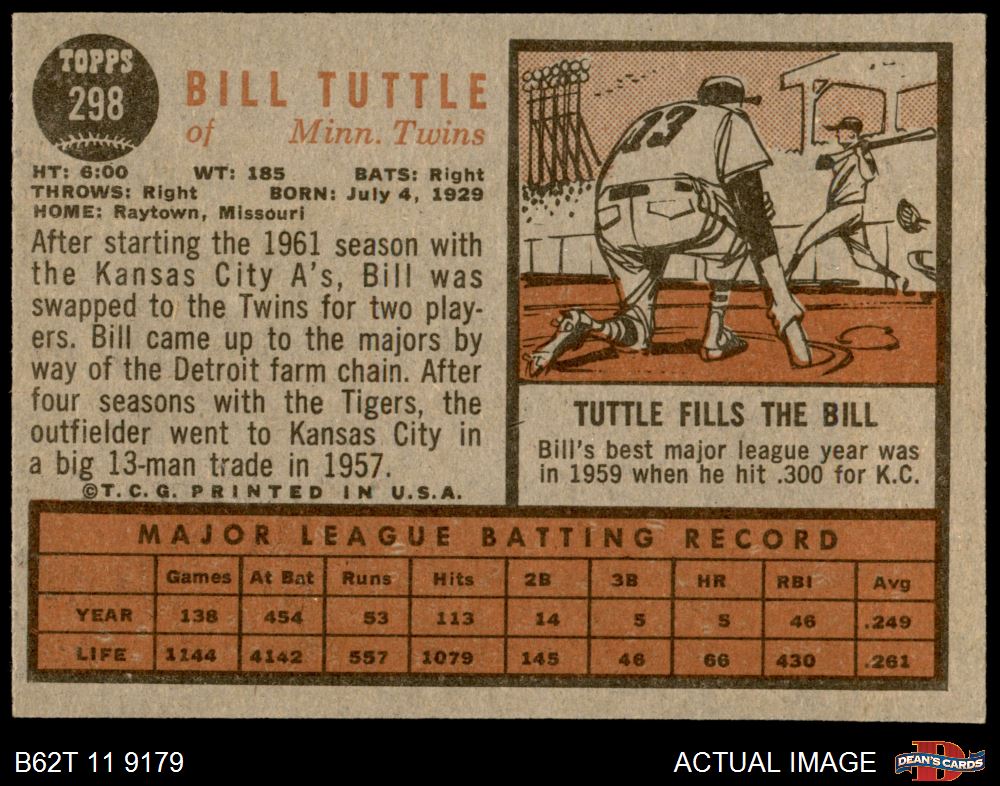 TOPPS
298
BILL TUTTLE
of Minn. Twins
HT: 6:00 WT: 185 BATS: Right
THROWS: Right BORN: July 4, 1929
HOME: Raytown, Missouri
After starting the 1961 season with
the Kansas City A's, Bill was
swapped to the Twins for two play-
ers. Bill came up to the majors by
way of the Detroit farm chain. After
four seasons with the Tigers, the
outfielder went to Kansas City in
a big 13-man trade in 1957.
©T.C.G. PRINTED IN U.S.A.
13
TUTTLE FILLS THE BILL
Bill's best major league year was
in 1959 when he hit .300 for K.C.
MAJOR LEAGUE BATTING RECORD
Games At Bat Runs Hits 2B 3B HR RBI Avg
YEAR 138 454 53 113 14 5 5 46 .249
LIFE 1144 4142 557 1079 145 46 66 430 .261
B62T 11 9179
ACTUAL IMAGE
D
DEAN'S CARDS